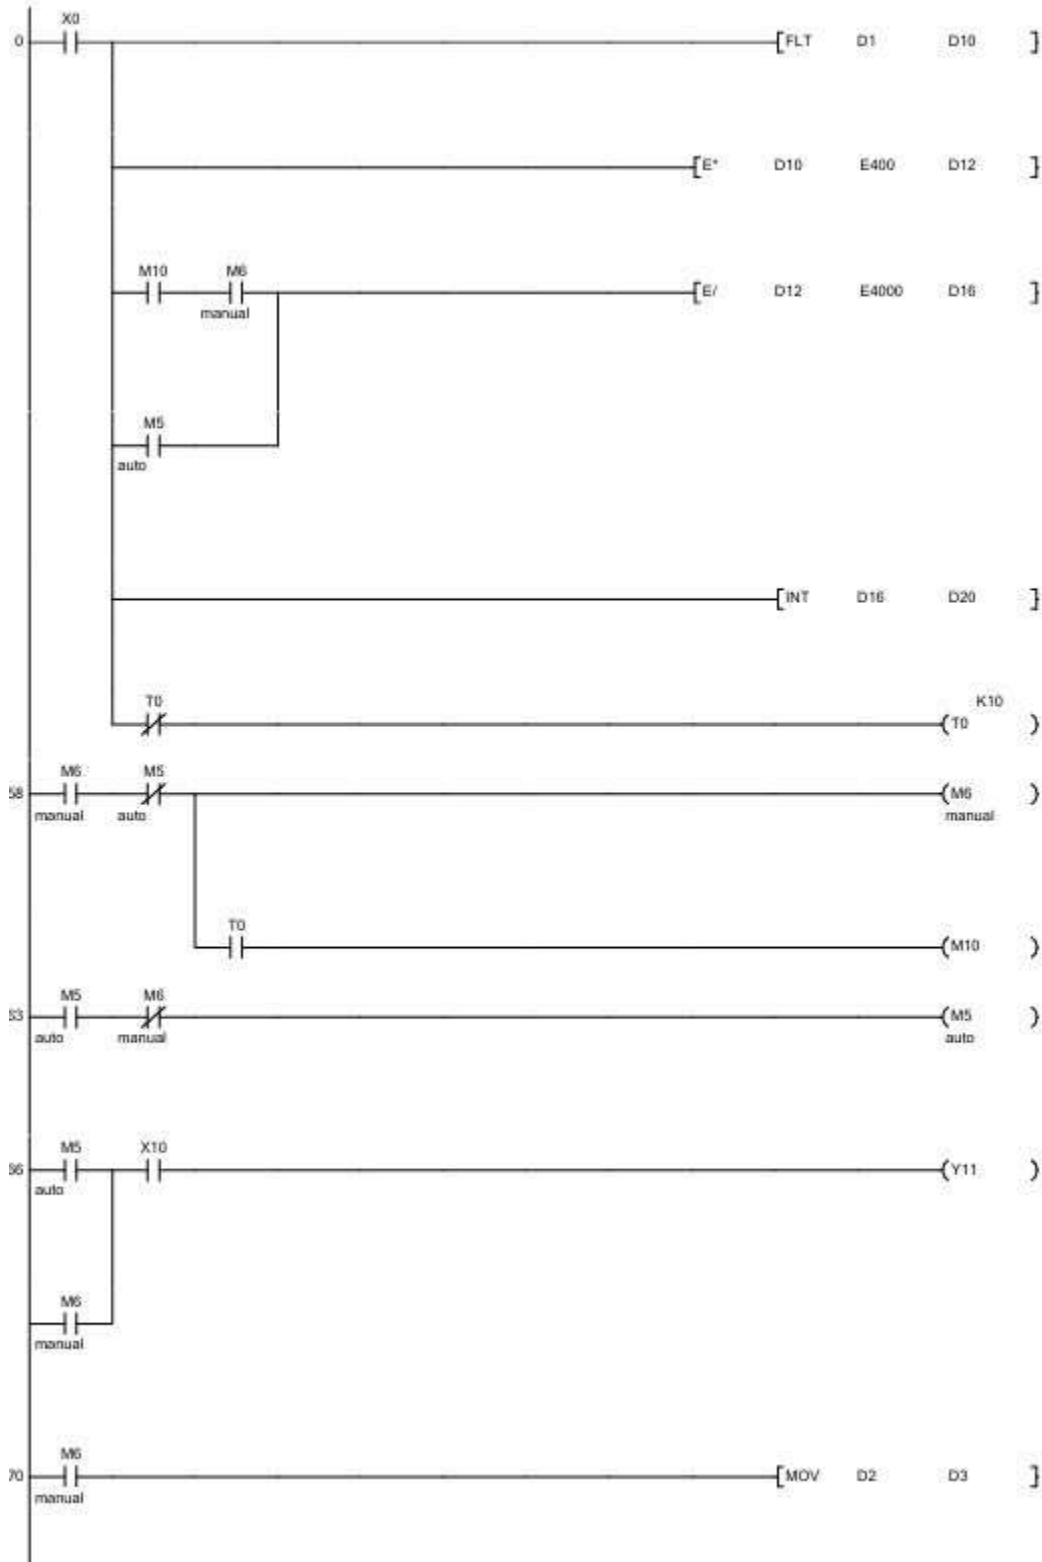 X0
0 [FLT D1 D10 ]
[E* D10 E400 D12 ]
M10 M6
[E/ D12 E4000 D16 ]
manual
M5
auto
[INT D16 D20 ]
T0 K10
(T0 )
M6 M5
(M6 )
manual auto manual
T0
(M10 )
M5 M6
(M5 )
auto manual auto
M5 X10
(Y11 )
auto
M6
manual
M6
[MOV D2 D3 ]
manual